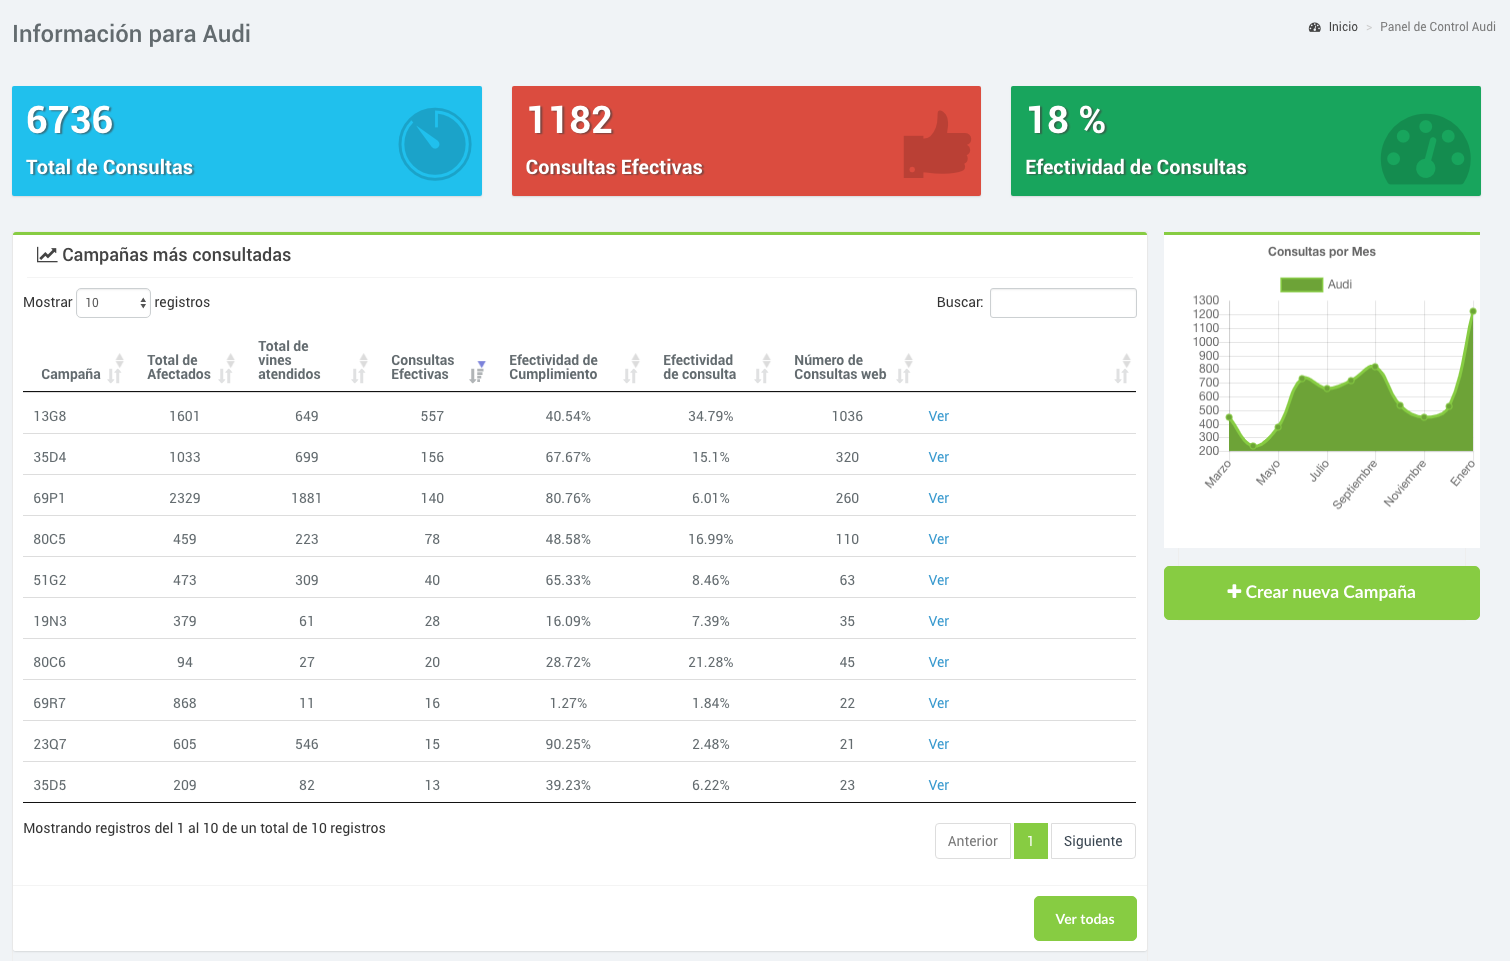 Información para Audi
Inicio > Panel de Control Audi
6736
Total de Consultas
1182
Consultas Efectivas
18 %
Efectividad de Consultas
Campañas más consultadas
Mostrar 10 registros
Buscar:
Campaña Total de Afectados Total de vines atendidos Consultas Efectivas Efectividad de Cumplimiento Efectividad de consulta Número de Consultas web
13G8 1601 649 557 40.54% 34.79% 1036 Ver
35D4 1033 699 156 67.67% 15.1% 320 Ver
69P1 2329 1881 140 80.76% 6.01% 260 Ver
80C5 459 223 78 48.58% 16.99% 110 Ver
51G2 473 309 40 65.33% 8.46% 63 Ver
19N3 379 61 28 16.09% 7.39% 35 Ver
80C6 94 27 20 28.72% 21.28% 45 Ver
69R7 868 11 16 1.27% 1.84% 22 Ver
23Q7 605 546 15 90.25% 2.48% 21 Ver
35D5 209 82 13 39.23% 6.22% 23 Ver
Mostrando registros del 1 al 10 de un total de 10 registros
Anterior 1 Siguiente
Ver todas
Consultas por Mes
Audi
1300
1200
1100
1000
900
800
700
600
500
400
300
200
Marzo Mayo Julio Septiembre Noviembre Enero
Crear nueva Campaña